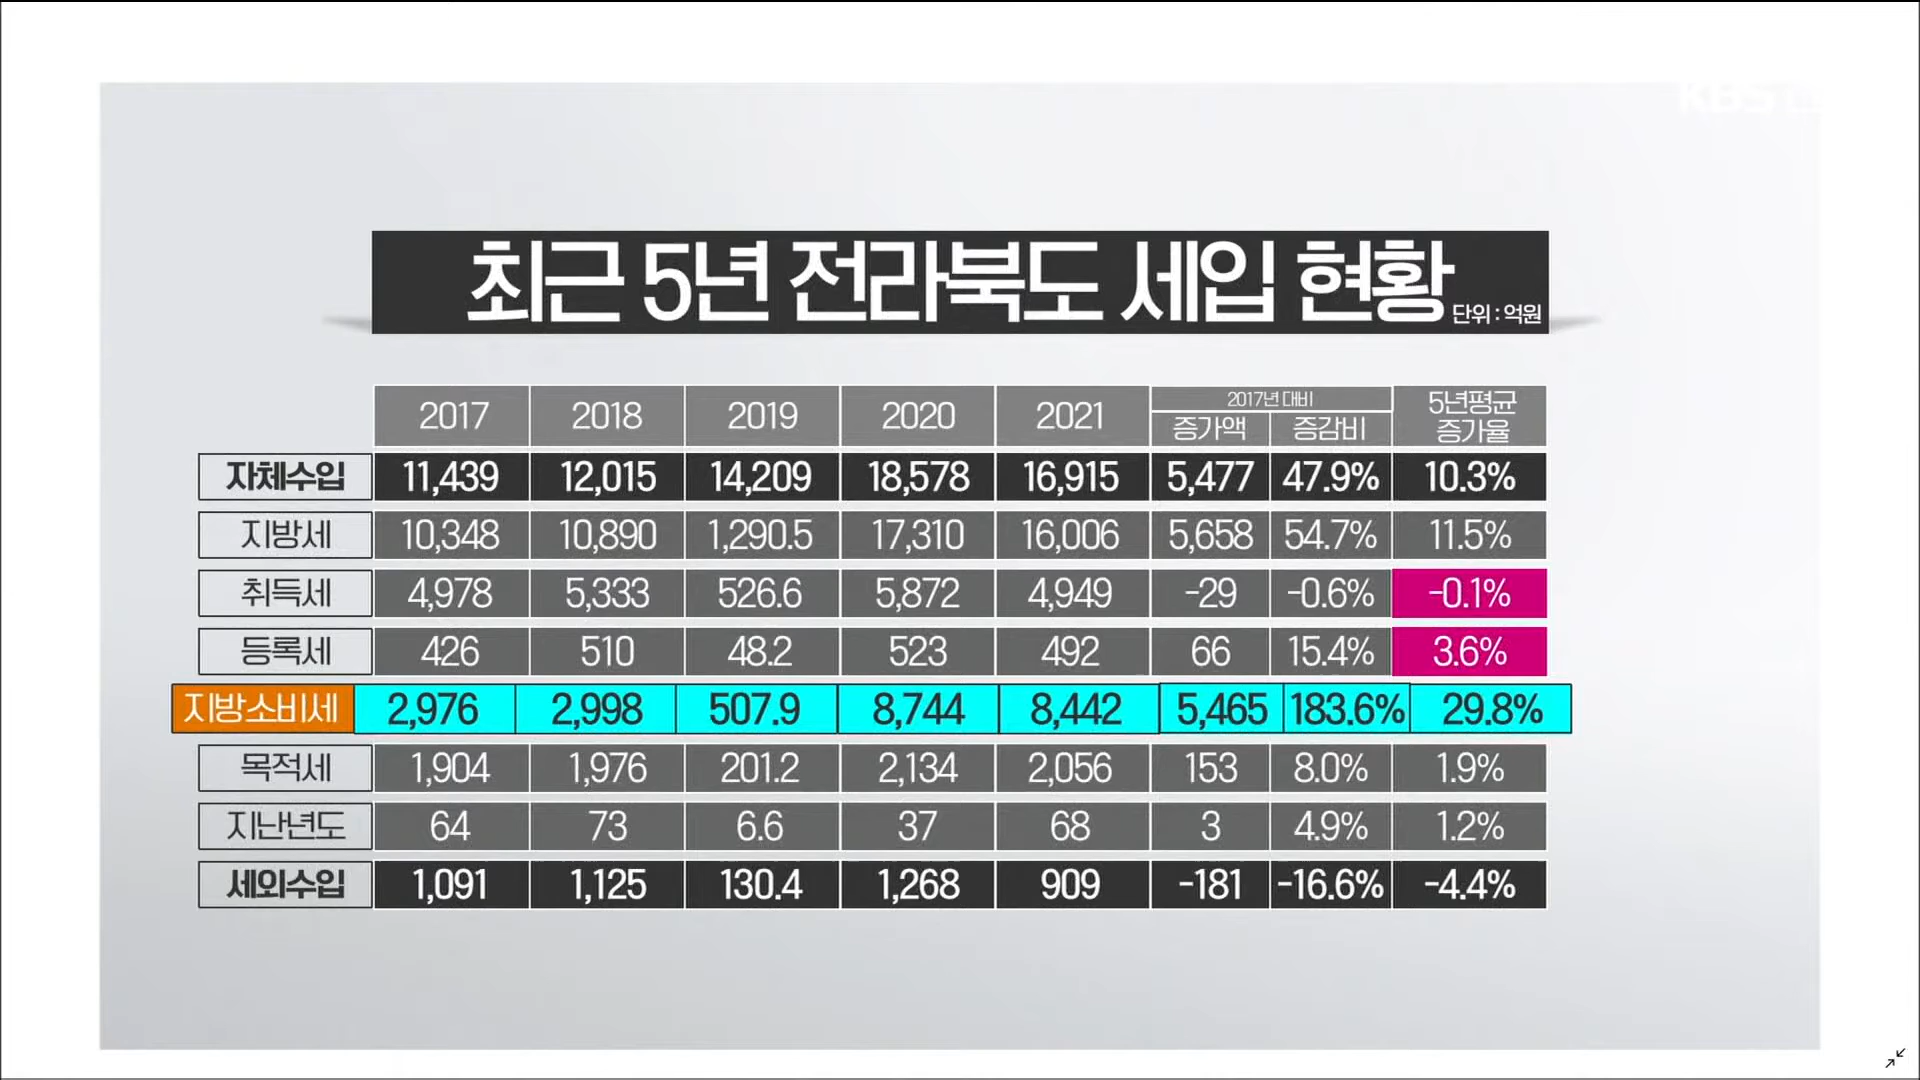 KBS
최근 5년 전라북도 세입 현황 단위 : 억원
2017 2018 2019 2020 2021 2017년 대비 증가액 증감비 5년평균 증가율
자체수입 11,439 12,015 14,209 18,578 16,915 5,477 47.9% 10.3%
지방세 10,348 10,890 1,290.5 17,310 16,006 5,658 54.7% 11.5%
취득세 4,978 5,333 526.6 5,872 4,949 -29 -0.6% -0.1%
등록세 426 510 48.2 523 492 66 15.4% 3.6%
지방소비세 2,976 2,998 507.9 8,744 8,442 5,465 183.6% 29.8%
목적세 1,904 1,976 201.2 2,134 2,056 153 8.0% 1.9%
지난년도 64 73 6.6 37 68 3 4.9% 1.2%
세외수입 1,091 1,125 130.4 1,268 909 -181 -16.6% -4.4%